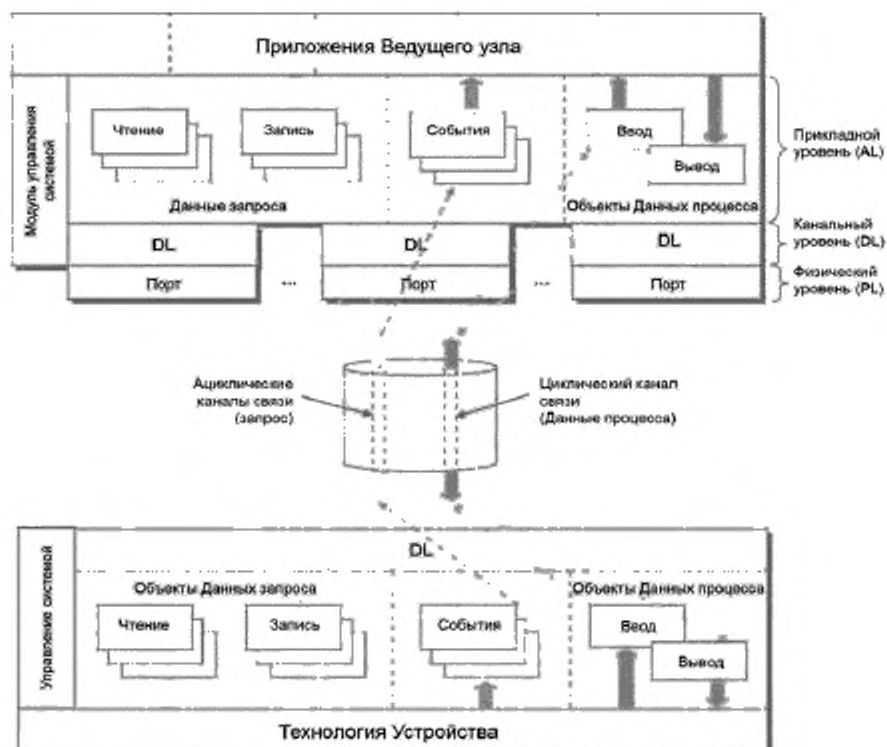 Приложения Ведущего узла
Модуль управления
системой
Чтение
Запись
События
Ввод
Вывод
Данные запроса
Объекты Данных процесса
Прикладной
уровень (AL)
DL
DL
DL
Канальный
уровень (DL)
Порт
...
Порт
...
Порт
Физический
уровень (PL)
Ациклические
каналы связи
(запрос)
Циклический канал
связи
(Данные процесса)
Управление системой
DL
Объекты Данных запроса
Объекты Данных процесса
Чтение
Запись
События
Ввод
Вывод
Технология Устройства